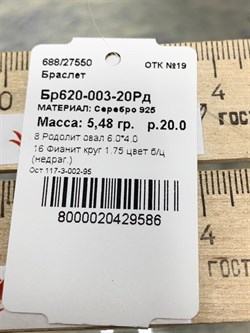 688/27550 ОТК №19
Браслет
Бр620-003-20Рд
МАТЕРИАЛ: Серебро 925
Масса: 5,48 гр. р.20.0
8 Родолит овал 6.0*4.0
16 Фианит круг 1.75 цвет б/ц
(недраг.)
Ост 117-3-002-95
8000020429586
ГОСТ
ГОСТ